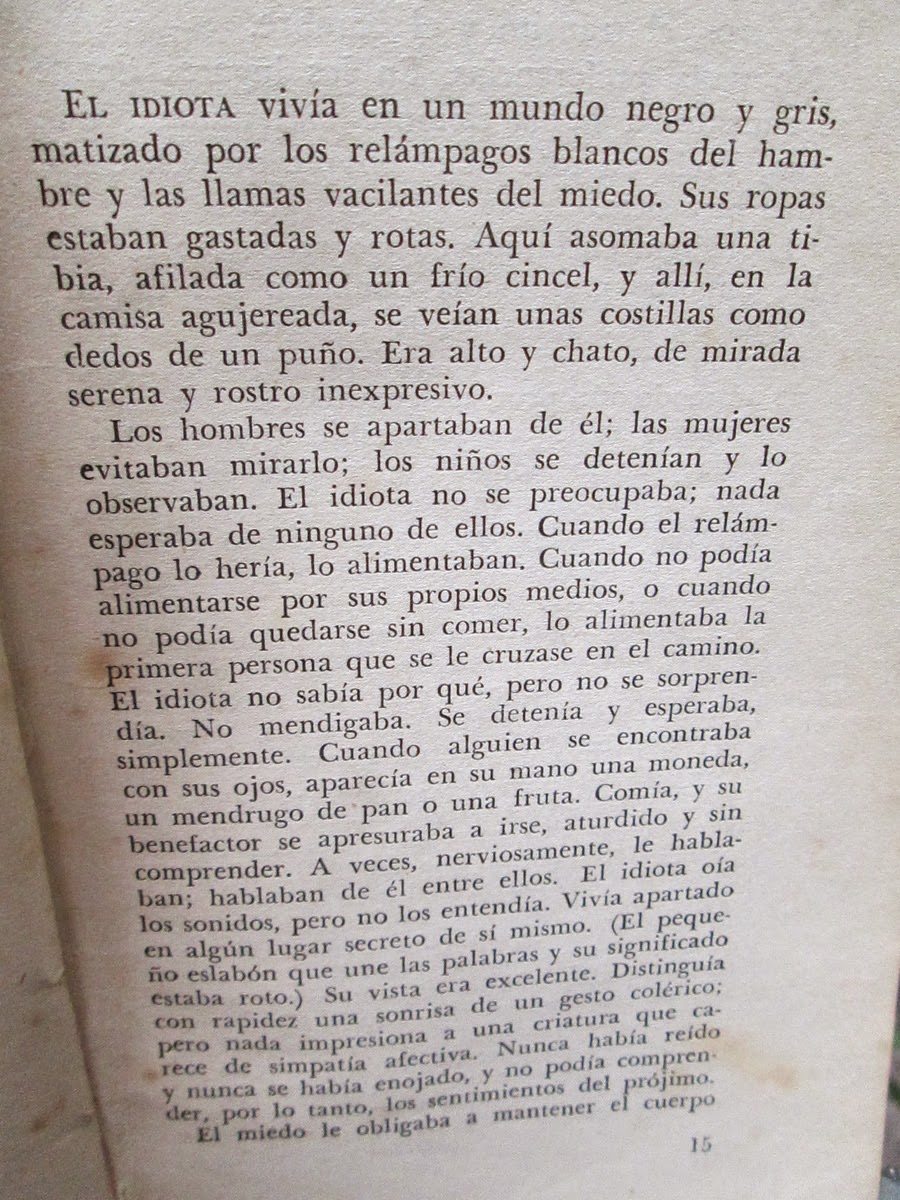 EL IDIOTA vivía en un mundo negro y gris,
matizado por los relámpagos blancos del ham-
bre y las llamas vacilantes del miedo. Sus ropas
estaban gastadas y rotas. Aquí asomaba una ti-
bia, afilada como un frío cincel, y allí, en la
camisa agujereada, se veían unas costillas como
dedos de un puño. Era alto y chato, de mirada
serena y rostro inexpresivo.
Los hombres se apartaban de él; las mujeres
evitaban mirarlo; los niños se detenían y lo
observaban. El idiota no se preocupaba; nada
esperaba de ninguno de ellos. Cuando el relám-
pago lo hería, lo alimentaban. Cuando no podía
alimentarse por sus propios medios, o cuando
no podía quedarse sin comer, lo alimentaba la
primera persona que se le cruzase en el camino.
El idiota no sabía por qué, pero no se sorpren-
día. No mendigaba. Se detenía y esperaba,
simplemente. Cuando alguien se encontraba
con sus ojos, aparecía en su mano una moneda,
un mendrugo de pan o una fruta. Comía, y su
benefactor se apresuraba a irse, aturdido y sin
comprender. A veces, nerviosamente, le habla-
ban; hablaban de él entre ellos. El idiota oía
los sonidos, pero no los entendía. Vivía apartado
en algún lugar secreto de sí mismo. (El peque-
ño eslabón que une las palabras y su significado
estaba roto.) Su vista era excelente. Distinguía
con rapidez una sonrisa de un gesto colérico;
pero nada impresiona a una criatura que ca-
rece de simpatía afectiva. Nunca había reído
y nunca se había enojado, y no podía compren-
der, por lo tanto, los sentimientos del prójimo.
El miedo le obligaba a mantener el cuerpo
15